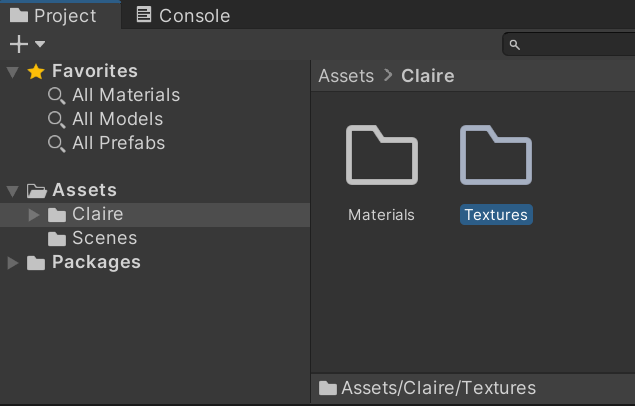 Project
Console
Favorites
All Materials
All Models
All Prefabs
Assets
Claire
Scenes
Packages
Assets > Claire
Materials
Textures
Assets/Claire/Textures